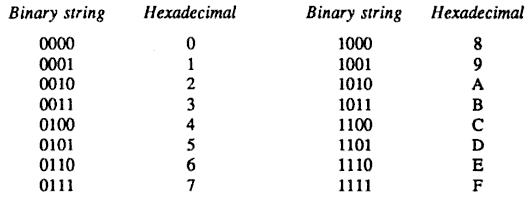 Binary string Hexadecimal Binary string Hexadecimal
0000 0 1000 8
0001 1 1001 9
0010 2 1010 A
0011 3 1011 B
0100 4 1100 C
0101 5 1101 D
0110 6 1110 E
0111 7 1111 F